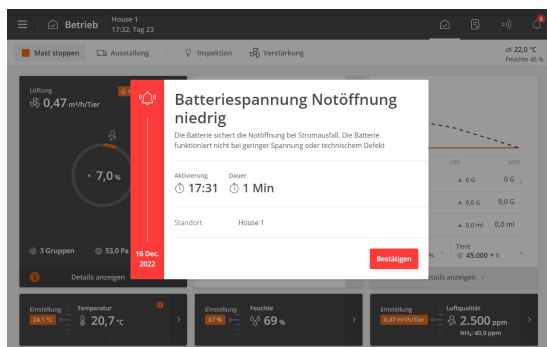 Betrieb
House 1
17:32, Tag 23
8
Mast stoppen
Ausstallung
Inspektion
Verstärkung
22,0 °C
Feuchte 45 %
Lüftung
0,47 m³/h/Tier
7,0 %
3 Gruppen
53,0 Pa
Details anzeigen
16 Dez.
2022
Batteriespannung Notöffnung
niedrig
Die Batterie sichert die Notöffnung bei Stromausfall. Die Batterie
funktioniert nicht bei geringer Spannung oder technischem Defekt
Aktivierung
Dauer
17:31
1 Min
Standort
House 1
Bestätigen
-24h
Jetzt
0 G
0 G
0,0 G
0,0 G
0,0 ml
0,0 ml
%
Tiere
45.000
0
etails anzeigen
Einstellung
Temperatur
24,1 °C
20,7 °C
Einstellung
Feuchte
67 %
69 %
Einstellung
Luftqualität
0,47 m³/h/Tier
2.500 ppm
NH₃: 40,0 ppm